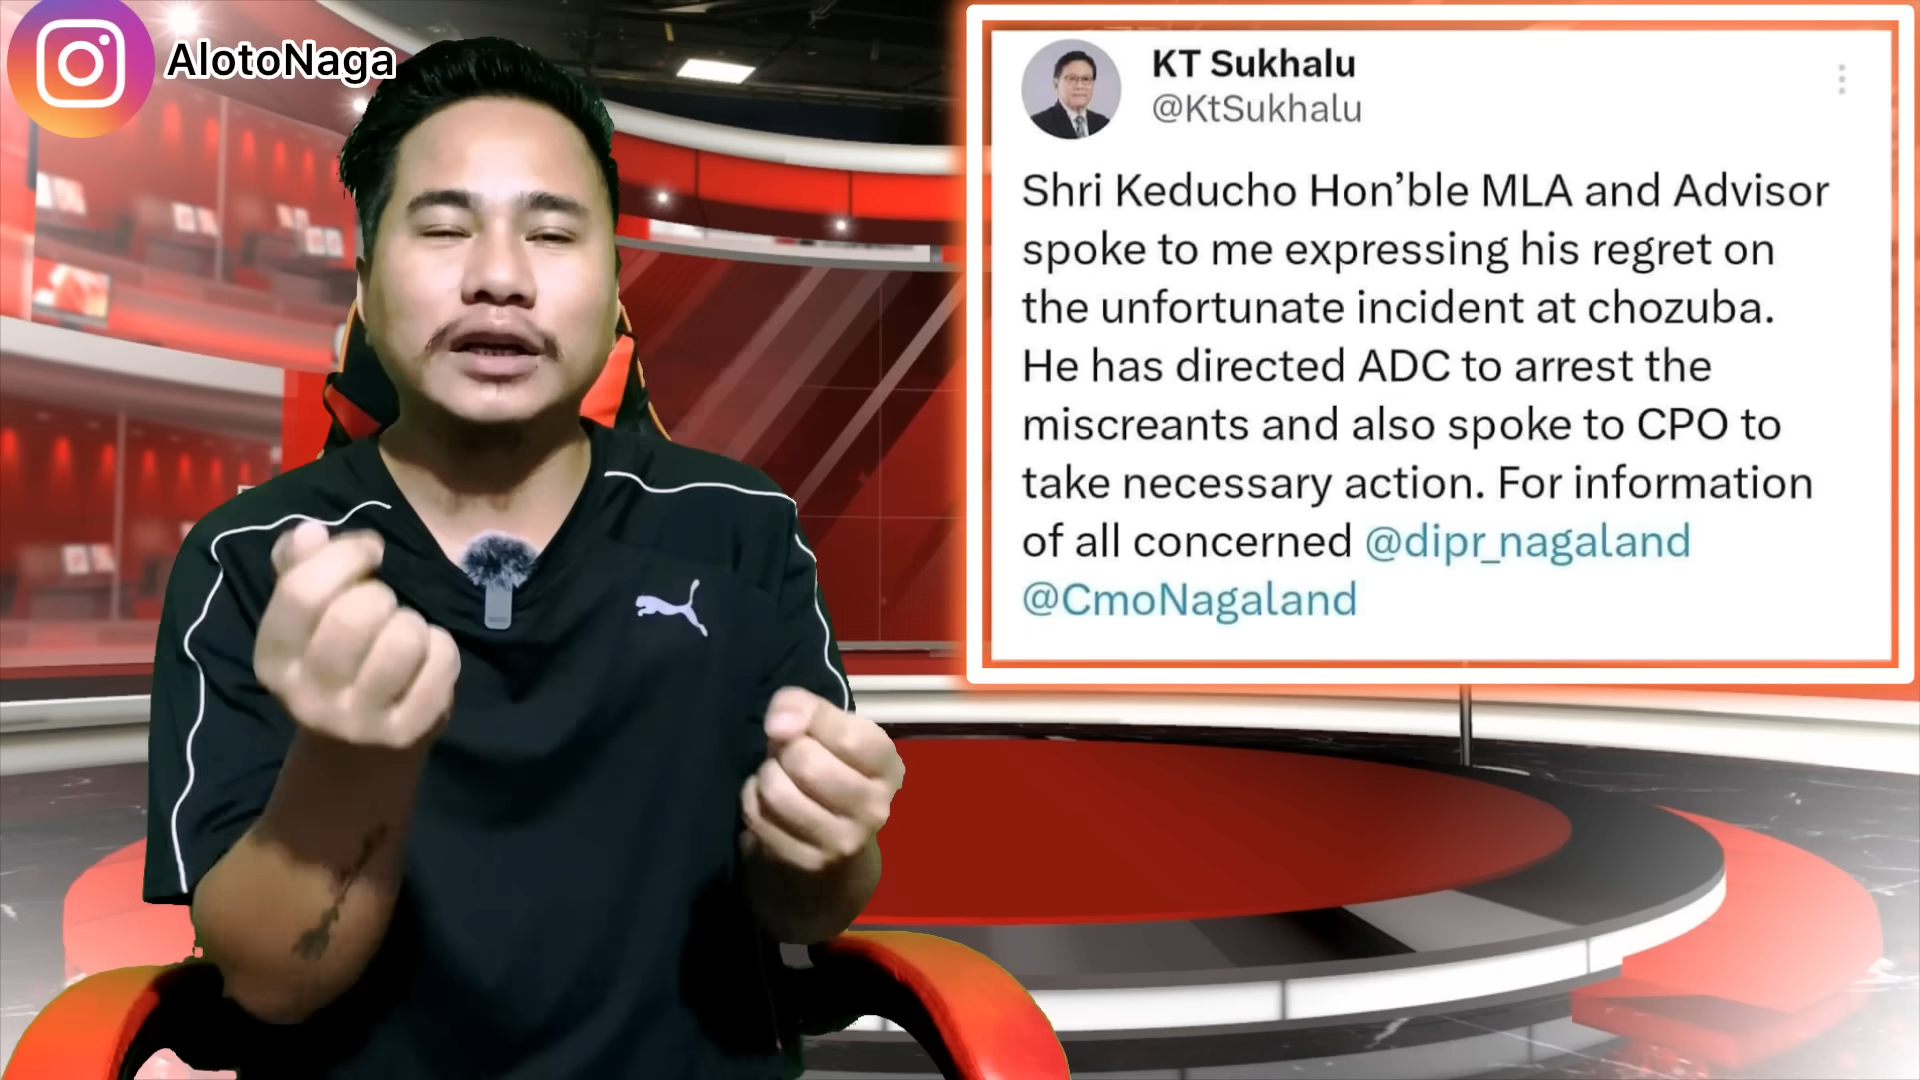 AlotoNaga
KT Sukhalu
@KtSukhalu
Shri Keducho Hon’ble MLA and Advisor
spoke to me expressing his regret on
the unfortunate incident at chozuba.
He has directed ADC to arrest the
miscreants and also spoke to CPO to
take necessary action. For information
of all concerned @dipr_nagaland
@CmoNagaland